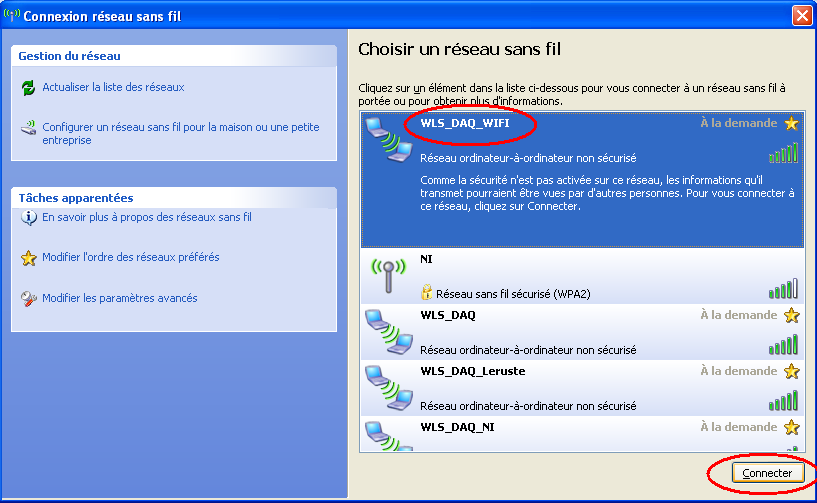 Connexion réseau sans fil
Gestion du réseau
Actualiser la liste des réseaux
Configurer un réseau sans fil pour la maison ou une petite
entreprise
Tâches apparentées
En savoir plus à propos des réseaux sans fil
Modifier l'ordre des réseaux préférés
Modifier les paramètres avancés
Choisir un réseau sans fil
Cliquez sur un élément dans la liste ci-dessous pour vous connecter à un réseau sans fil à
portée ou pour obtenir plus d'informations.
WLS_DAQ_WIFI À la demande
Réseau ordinateur-à-ordinateur non sécurisé
Comme la sécurité n'est pas activée sur ce réseau, les informations qu'il
transmet pourraient être vues par d'autres personnes. Pour vous connecter à
ce réseau, cliquez sur Connecter.
NI
Réseau sans fil sécurisé (WPA2)
WLS_DAQ À la demande
Réseau ordinateur-à-ordinateur non sécurisé
WLS_DAQ_Leruste À la demande
Réseau ordinateur-à-ordinateur non sécurisé
WLS_DAQ_NI À la demande
Connecter